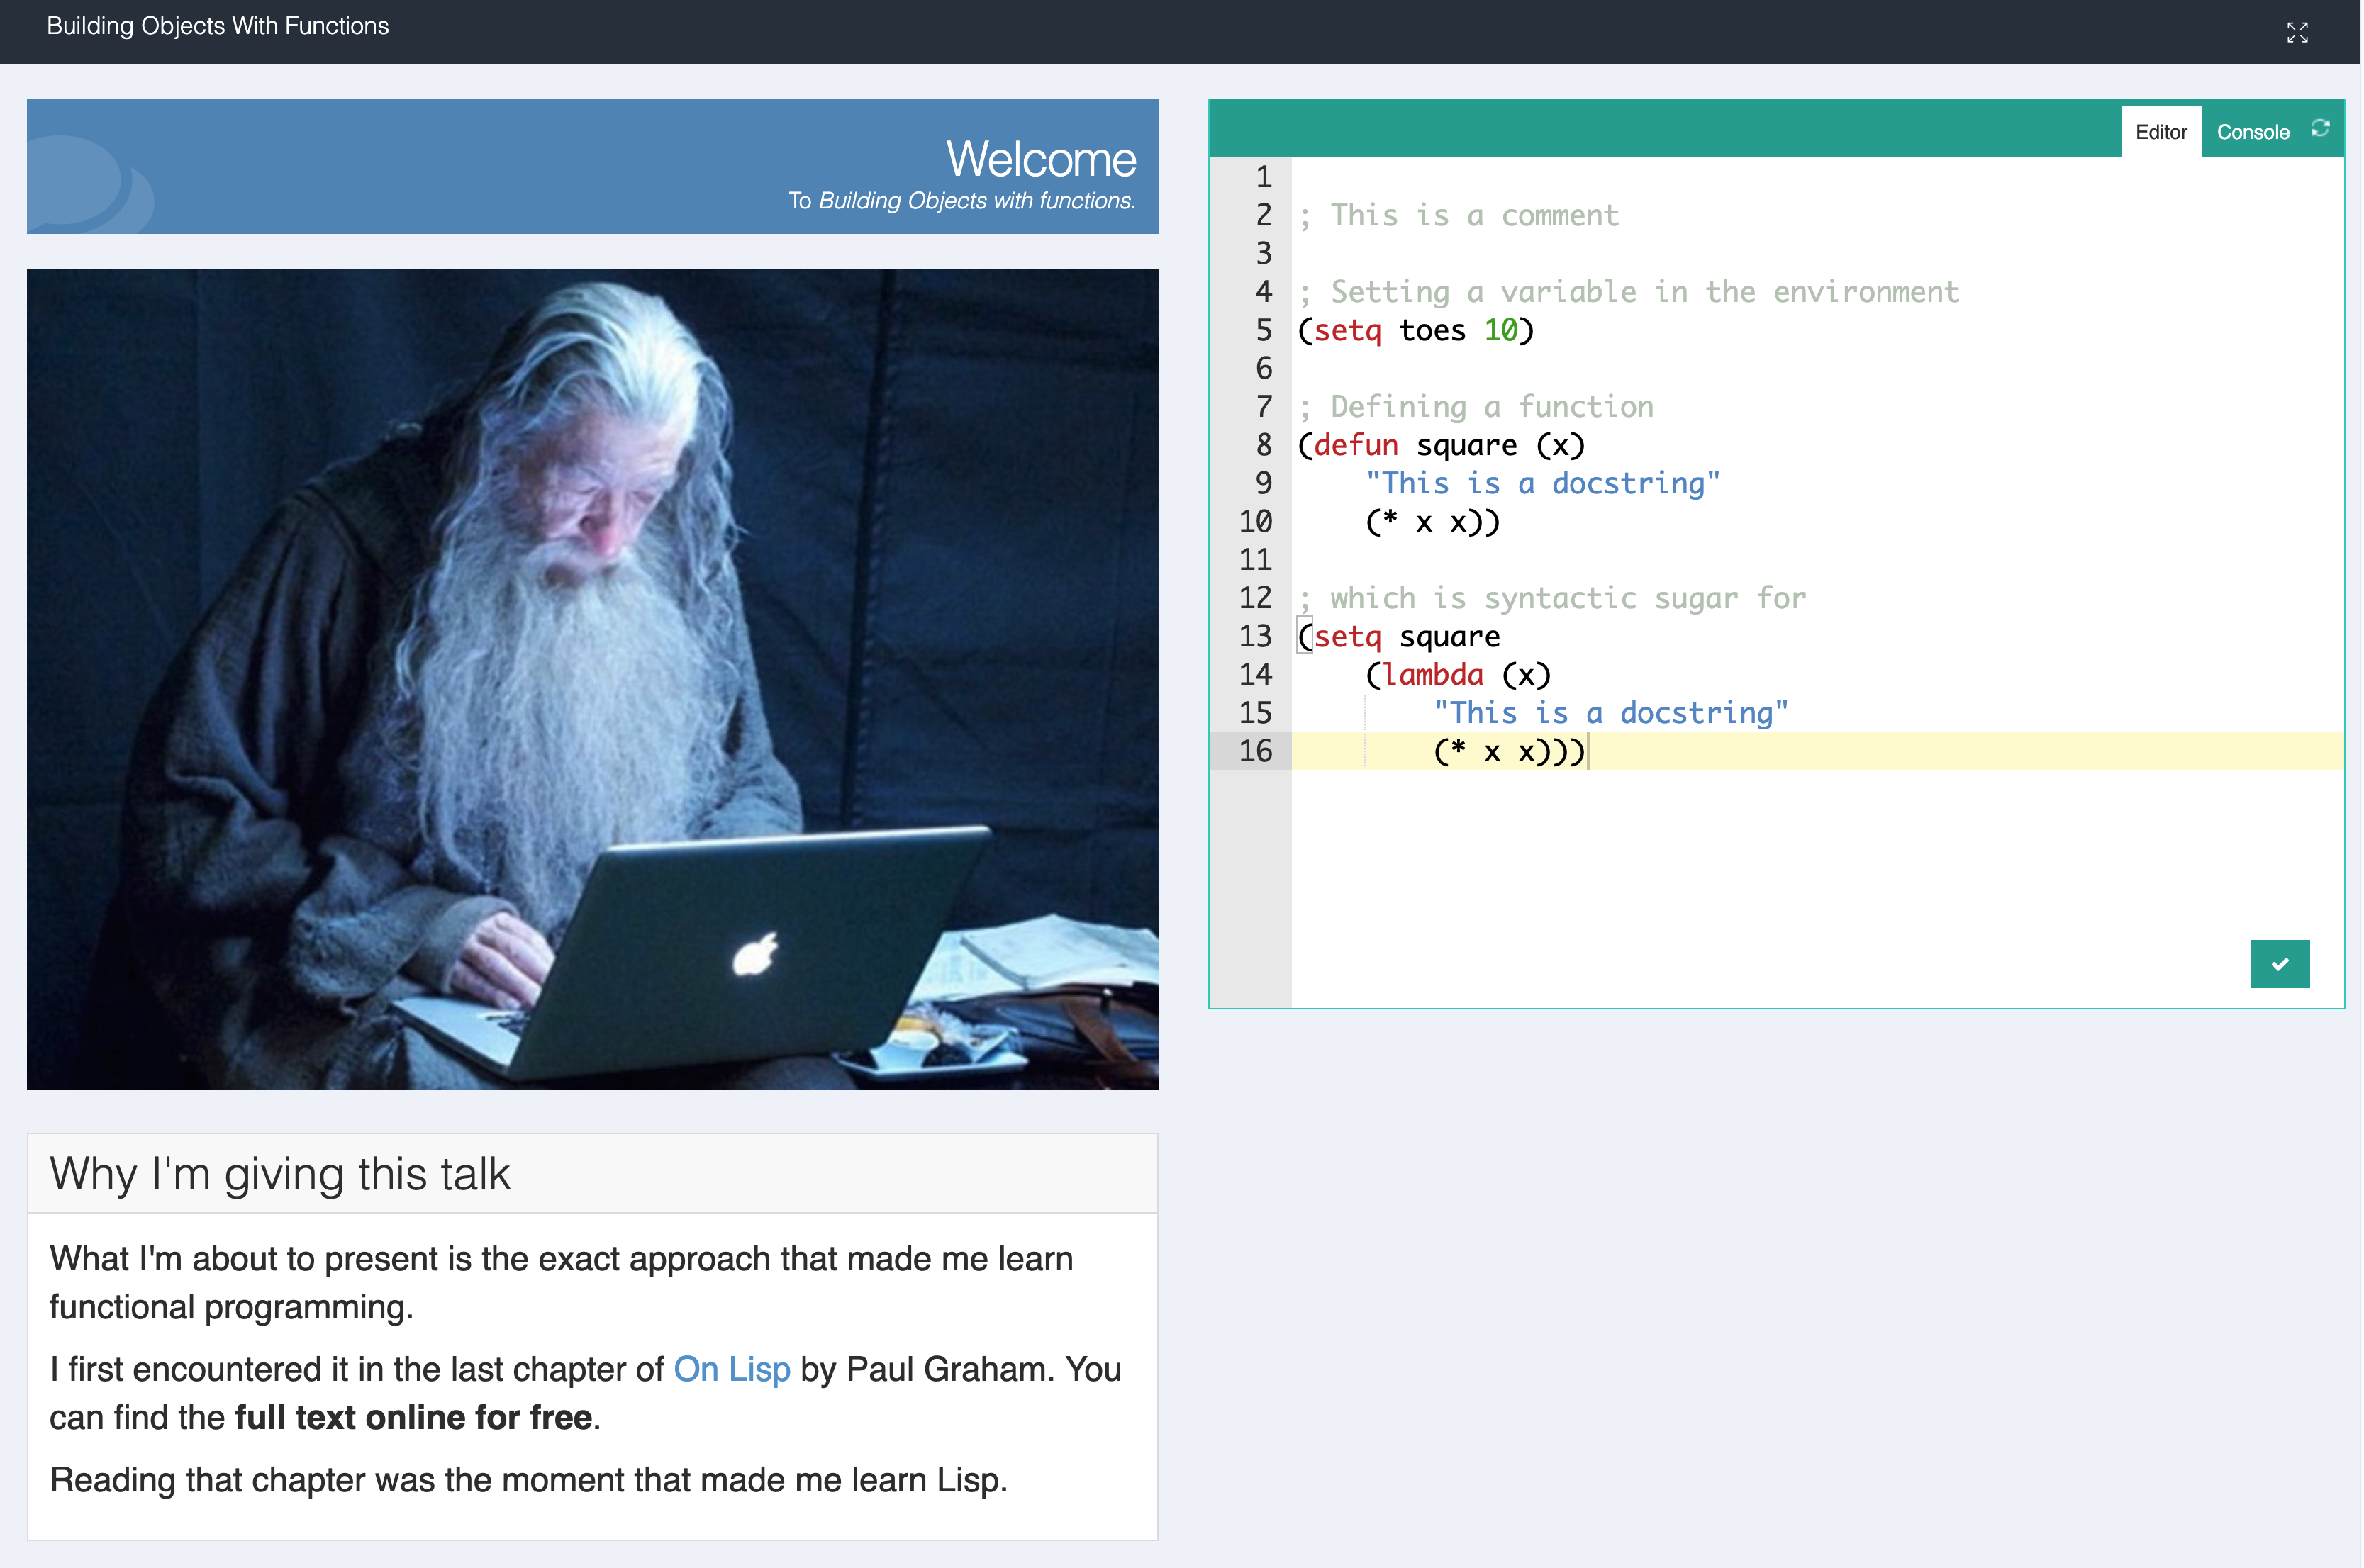 Building Objects With Functions
Welcome
To Building Objects with functions.
Why I'm giving this talk
What I'm about to present is the exact approach that made me learn
functional programming.
I first encountered it in the last chapter of On Lisp by Paul Graham. You
can find the full text online for free.
Reading that chapter was the moment that made me learn Lisp.
Editor Console
1
2 ; This is a comment
3
4 ; Setting a variable in the environment
5 (setq toes 10)
6
7 ; Defining a function
8 (defun square (x)
9     "This is a docstring"
10     (* x x))
11
12 ; which is syntactic sugar for
13 (setq square
14     (lambda (x)
15         "This is a docstring"
16         (* x x)))